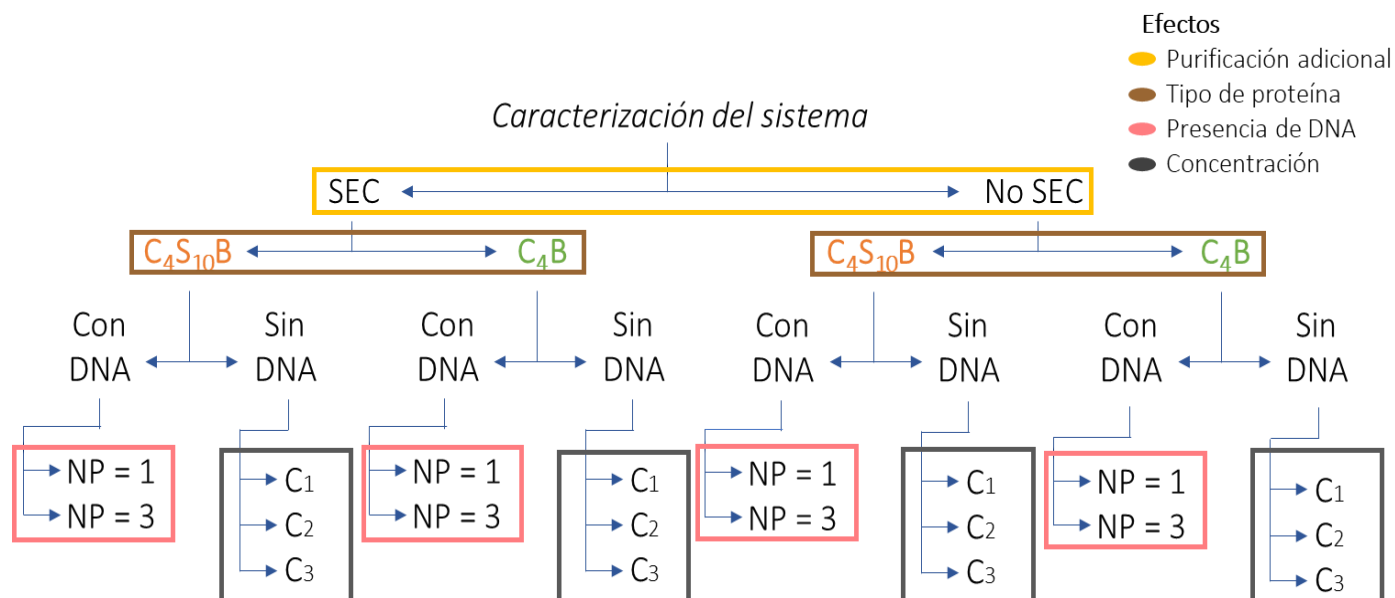 Efectos
Purificación adicional
Tipo de proteína
Presencia de DNA
Concentración
Caracterización del sistema
SEC No SEC
C₄S₁₀B C₄B C₄S₁₀B C₄B
Con Sin Con Sin Con Sin Con Sin
DNA DNA DNA DNA DNA DNA DNA DNA
NP = 1 C₁ NP = 1 C₁ NP = 1 C₁ NP = 1 C₁
NP = 3 C₂ NP = 3 C₂ NP = 3 C₂ NP = 3 C₂
C₃ C₃ C₃ C₃